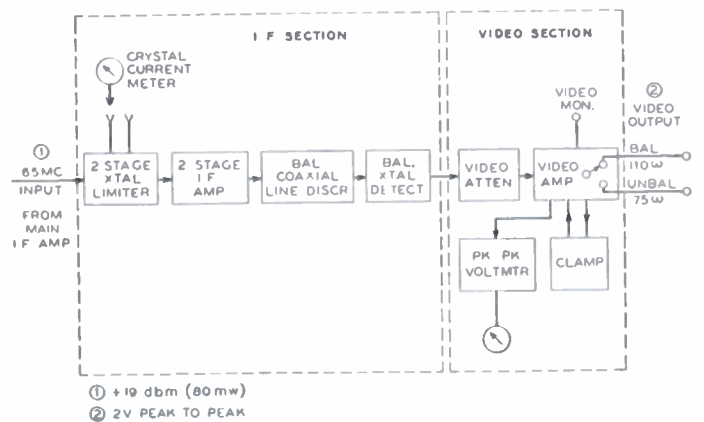 I F SECTION
VIDEO SECTION
CRYSTAL
CURRENT
METER
①
65MC
INPUT
FROM
MAIN
I F AMP
2 STAGE
XTAL
LIMITER
2 STAGE
I F
AMP
BAL
COAXIAL
LINE DISCR
BAL.
XTAL
DETECT
VIDEO
ATTEN
VIDEO
AMP
VIDEO
MON.
②
VIDEO
OUTPUT
BAL
110 ω
UNBAL
75 ω
PK PK
VOLTMTR
CLAMP
① +19 dbm (80mw)
② 2V PEAK TO PEAK